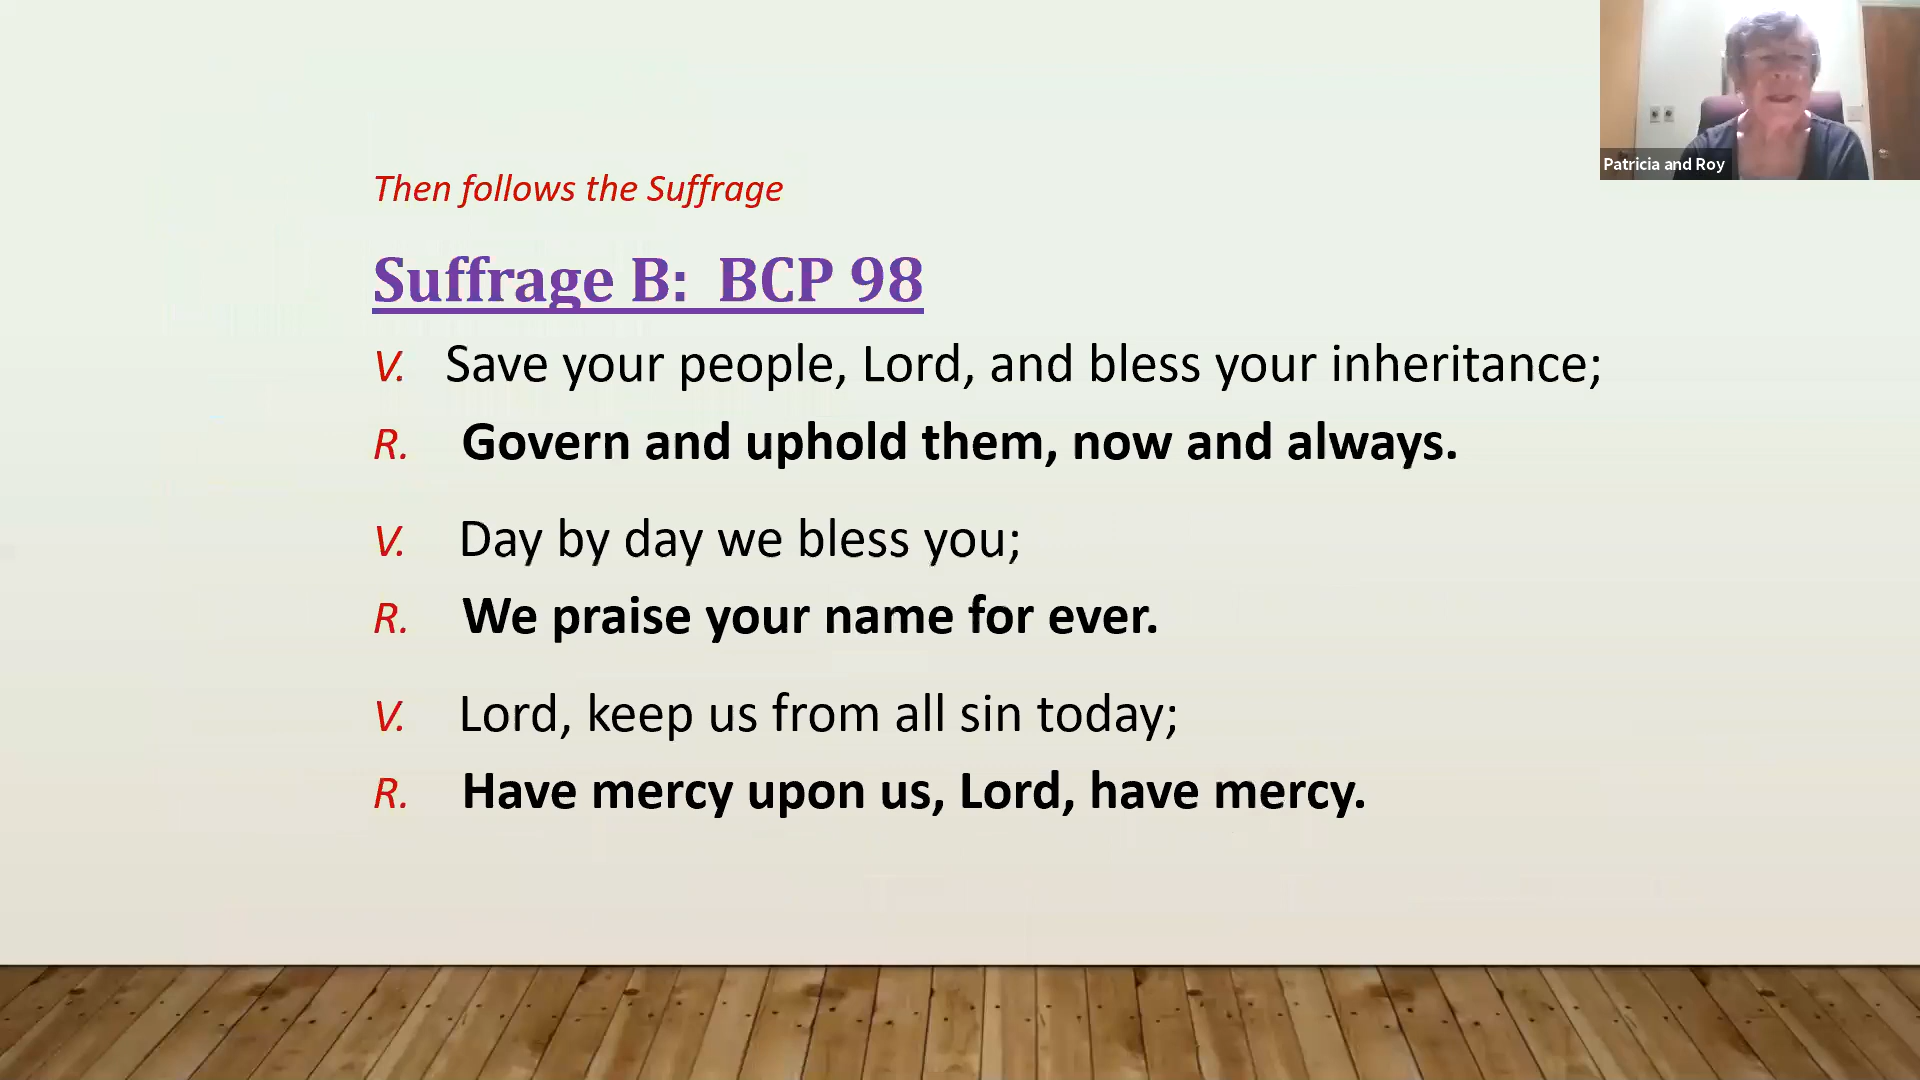 Then follows the Suffrage
Suffrage B:  BCP 98
V. Save your people, Lord, and bless your inheritance;
R. Govern and uphold them, now and always.
V. Day by day we bless you;
R. We praise your name for ever.
V. Lord, keep us from all sin today;
R. Have mercy upon us, Lord, have mercy.
Patricia and Roy